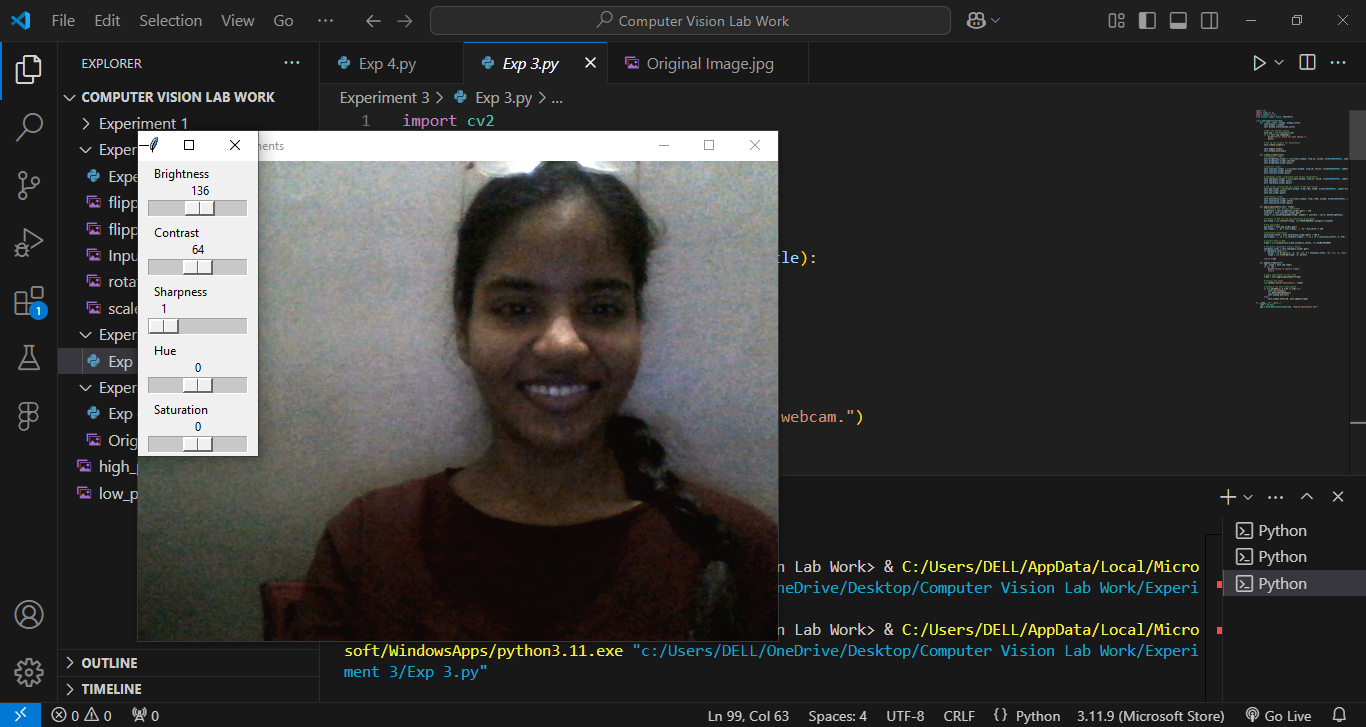 File Edit Selection View Go ··· Computer Vision Lab Work
EXPLORER ···
Exp 4.py Exp 3.py Original Image.jpg
COMPUTER VISION LAB WORK
Experiment 3 > Exp 3.py > ...
Experiment 1
1 import cv2
Exper
Expe
flipp
flipp
Inpu
rota
scale
Exper
Exp
Exper
Exp
Orig
high_p
low_p
OUTLINE
TIMELINE
nents
Brightness
136
Contrast
64
Sharpness
1
Hue
0
Saturation
0
tle):
webcam.")
Python
Python
Python
n Lab Work> & C:/Users/DELL/AppData/Local/Micro
neDrive/Desktop/Computer Vision Lab Work/Experi
n Lab Work> & C:/Users/DELL/AppData/Local/Micro
soft/WindowsApps/python3.11.exe "c:/Users/DELL/OneDrive/Desktop/Computer Vision Lab Work/Experi
ment 3/Exp 3.py"
1
0 0 0 Ln 99, Col 63 Spaces: 4 UTF-8 CRLF {} Python 3.11.9 (Microsoft Store) Go Live